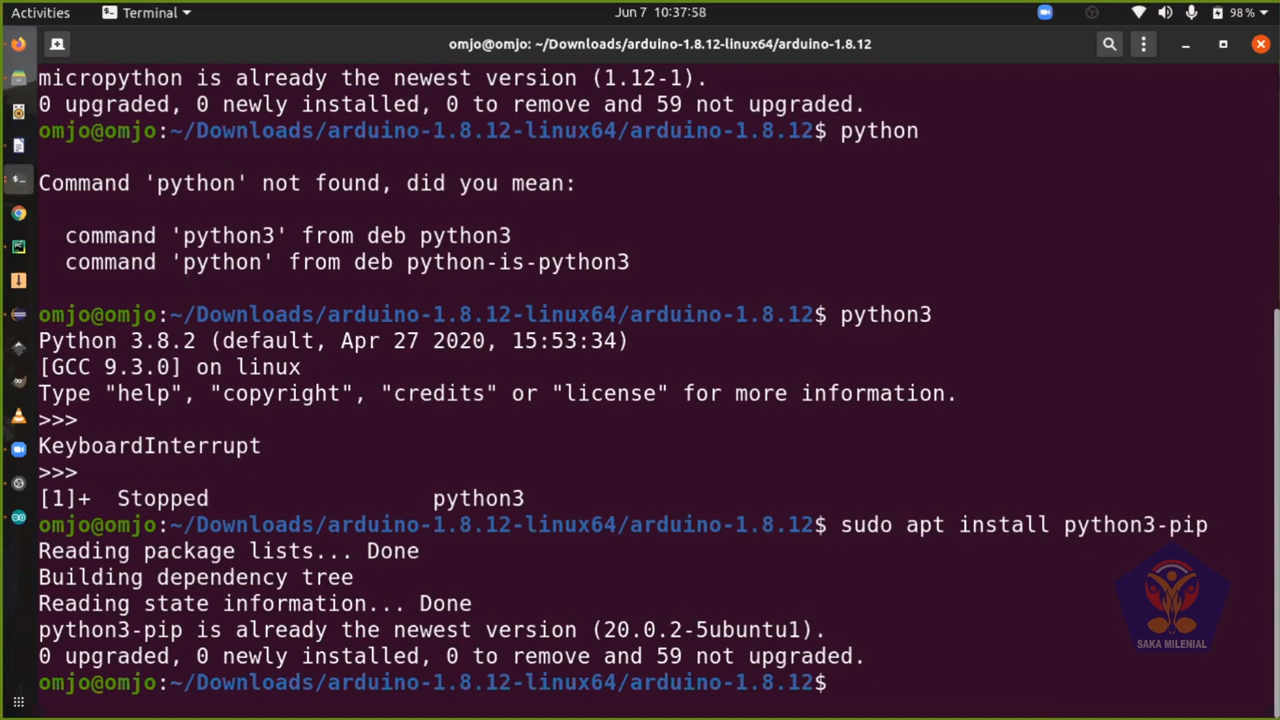 Activities Terminal Jun 7 10:37:58 98 %
omjo@omjo: ~/Downloads/arduino-1.8.12-linux64/arduino-1.8.12
micropython is already the newest version (1.12-1).
0 upgraded, 0 newly installed, 0 to remove and 59 not upgraded.
omjo@omjo:~/Downloads/arduino-1.8.12-linux64/arduino-1.8.12$ python
Command 'python' not found, did you mean:
command 'python3' from deb python3
command 'python' from deb python-is-python3
omjo@omjo:~/Downloads/arduino-1.8.12-linux64/arduino-1.8.12$ python3
Python 3.8.2 (default, Apr 27 2020, 15:53:34)
[GCC 9.3.0] on linux
Type "help", "copyright", "credits" or "license" for more information.
>>>
KeyboardInterrupt
>>>
[1]+  Stopped                 python3
omjo@omjo:~/Downloads/arduino-1.8.12-linux64/arduino-1.8.12$ sudo apt install python3-pip
Reading package lists... Done
Building dependency tree
Reading state information... Done
python3-pip is already the newest version (20.0.2-5ubuntu1).
0 upgraded, 0 newly installed, 0 to remove and 59 not upgraded.
omjo@omjo:~/Downloads/arduino-1.8.12-linux64/arduino-1.8.12$
SAKA MILENIAL